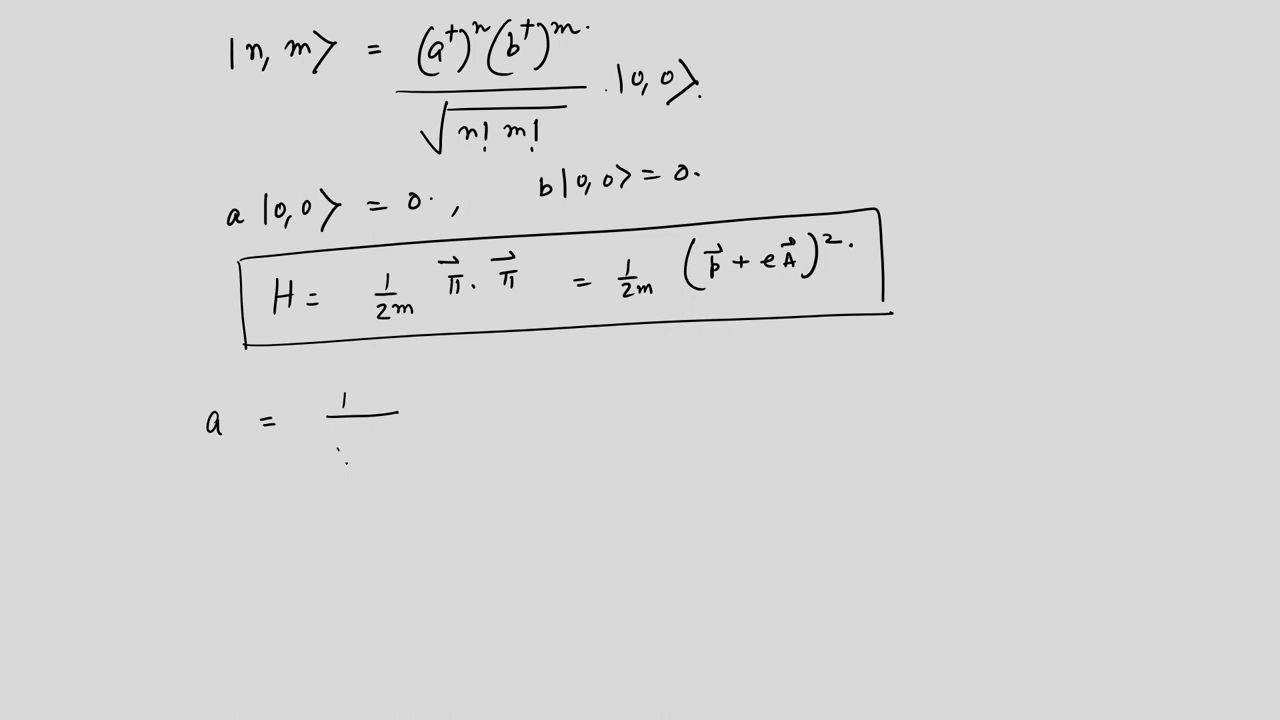 |n, m⟩ = (a†)ⁿ(b†)ᵐ / √(n! m!) . |0, 0⟩.
a |0,0⟩ = 0. , b|0,0⟩ = 0.
H = 1/2m π⃗ . π⃗ = 1/2m (p⃗ + eA⃗)².
a = 1/